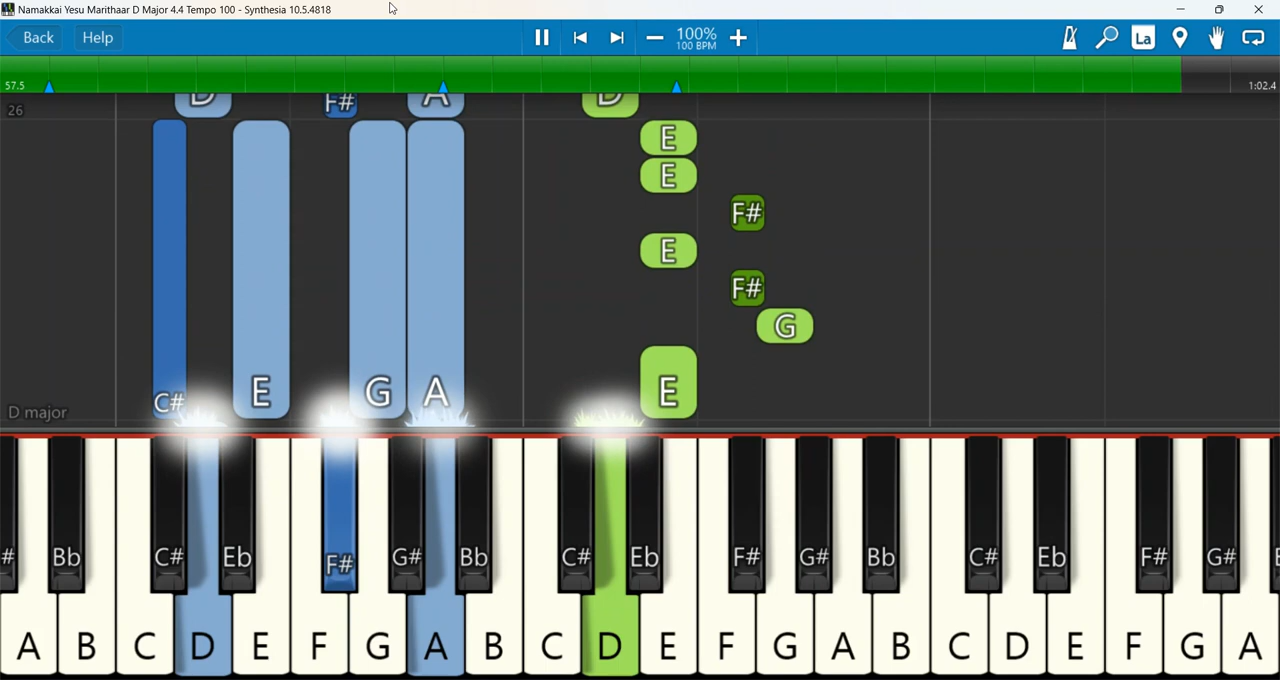 Namakkai Yesu Marithaar D Major 4.4 Tempo 100 - Synthesia 10.5.4818
Back Help 100% La
100 BPM
57.5 1:02.4
D F# A D
26
E
E
F#
E
F#
G
C# E G A E
D major
# Bb C# Eb F# G# Bb C# Eb F# G# Bb C# Eb F# G# E
A B C D E F G A B C D E F G A B C D E F G A